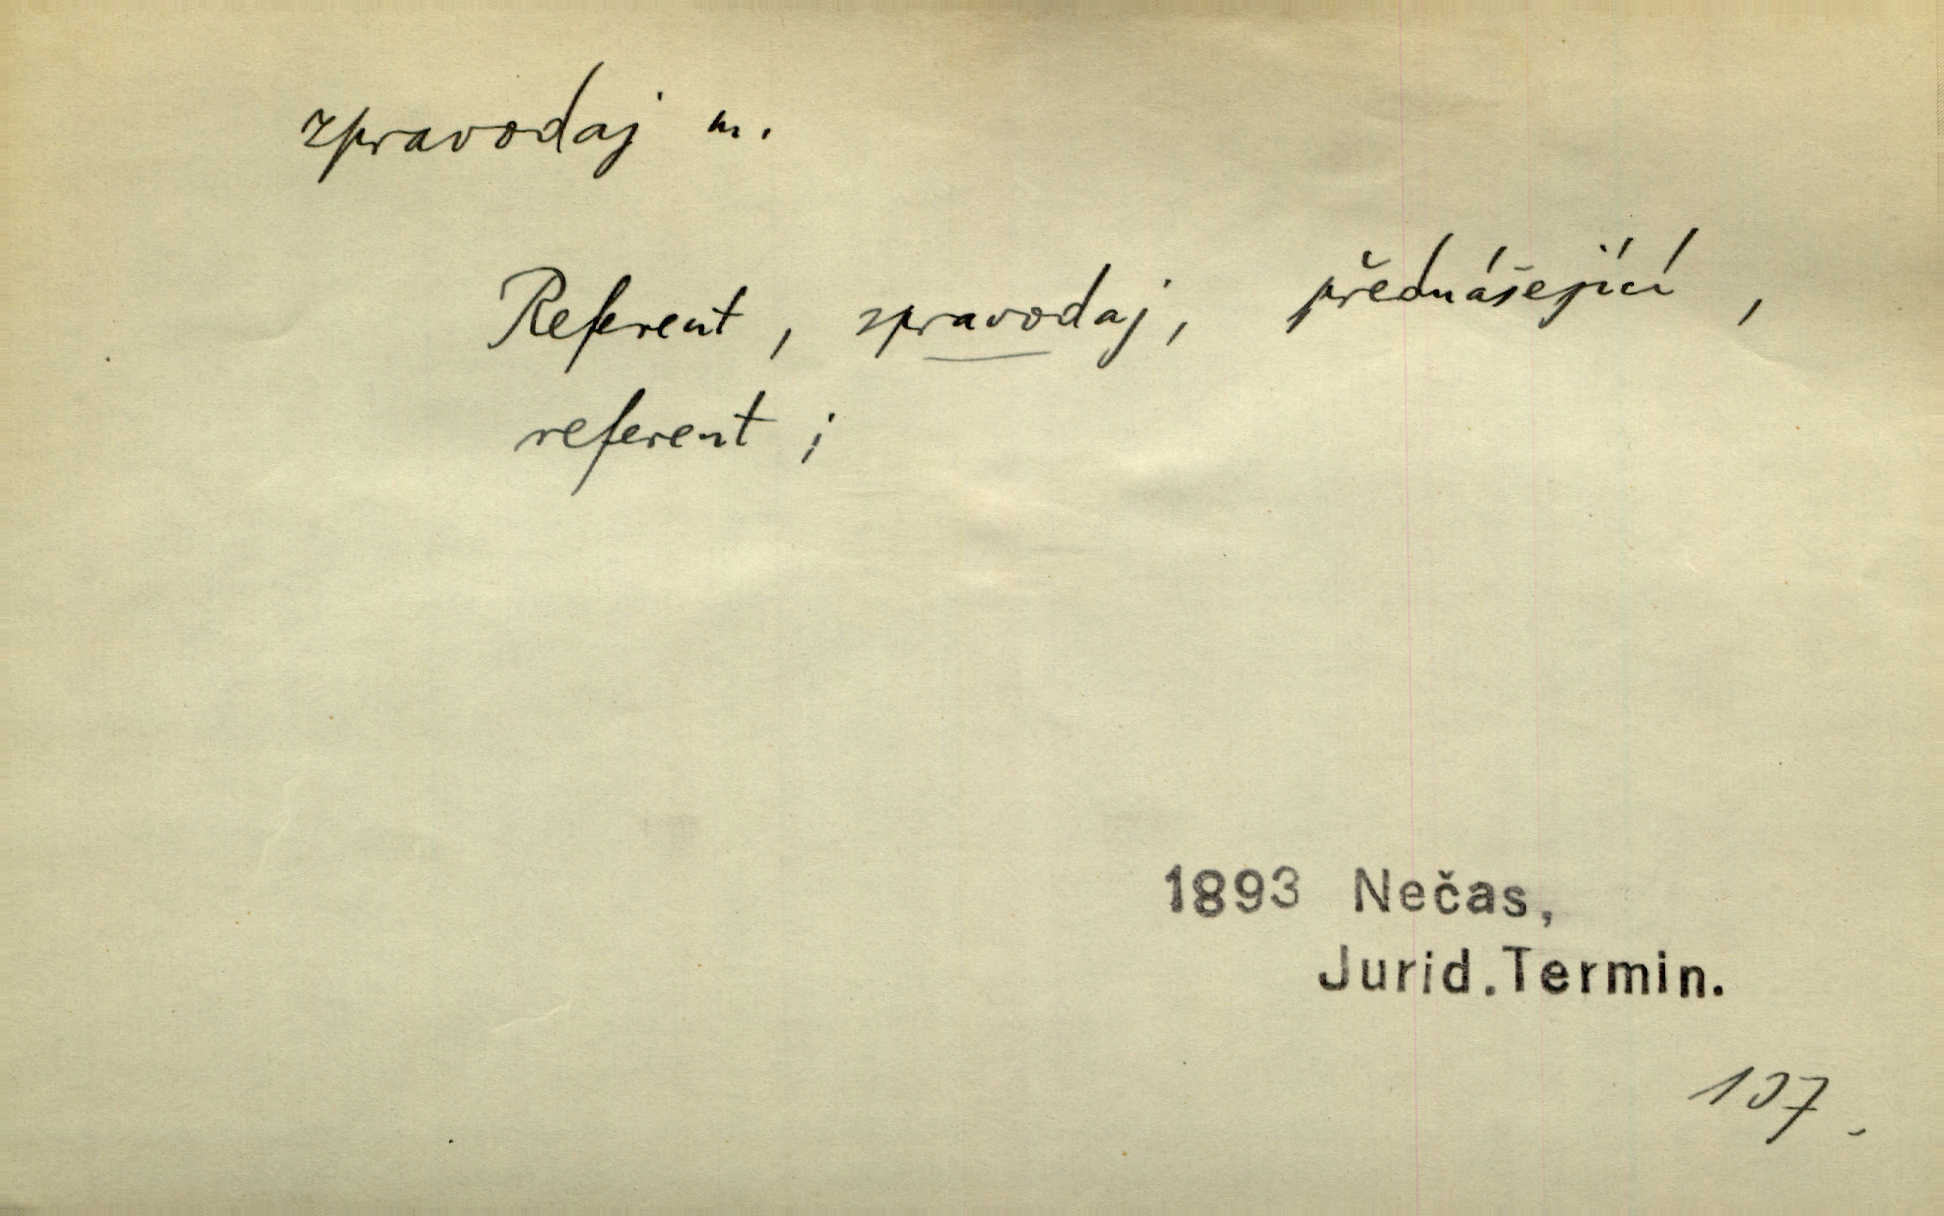 zpravodaj m.
Referent, zpravodaj, přednášející,
referent;
1893 Nečas,
Jurid. Termin.
107.